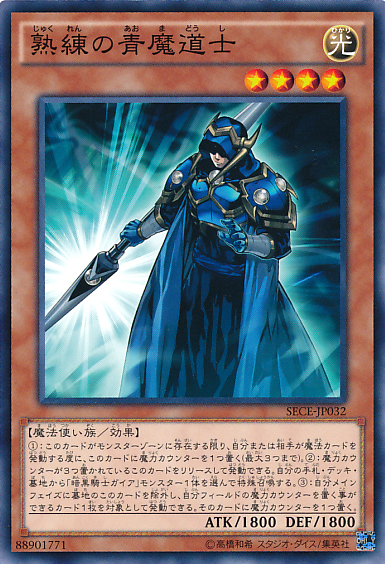 熟練の青魔道士
光
SECE-JP032
【魔法使い族／効果】
①：このカードがモンスターゾーンに存在する限り、自分または相手が魔法カードを
発動する度に、このカードに魔力カウンターを1つ置く(最大3つまで)。②：魔力カ
ウンターが3つ置かれているこのカードをリリースして発動できる。自分の手札・デッキ・
墓地から「暗黒騎士ガイア」モンスター1体を選んで特殊召喚する。③：自分メイン
フェイズに墓地のこのカードを除外し、自分フィールドの魔力カウンターを置く事が
できるカード1枚を対象として発動できる。そのカードに魔力カウンターを1つ置く。
ATK/1800 DEF/1800
88901771
©高橋和希 スタジオ・ダイス/集英社